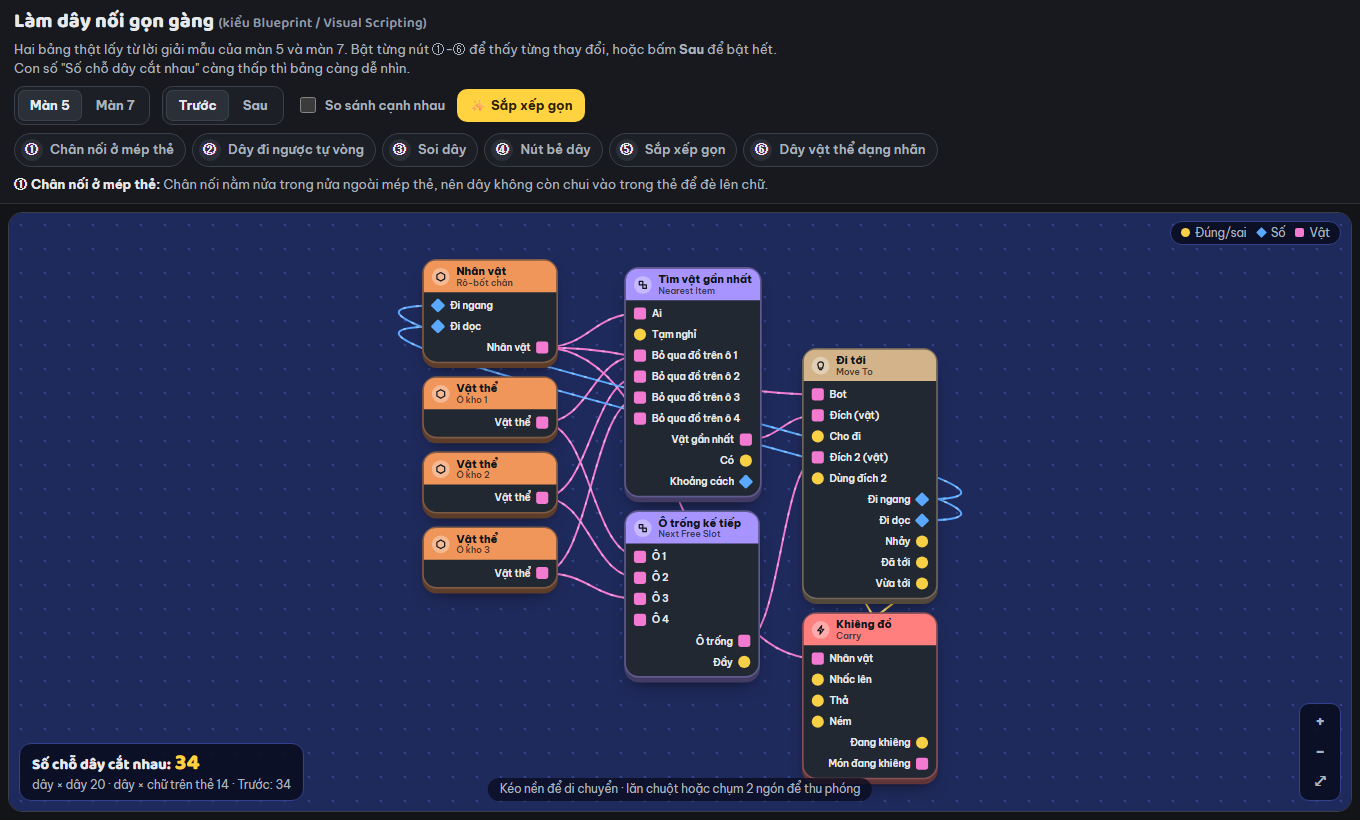 Làm dây nối gọn gàng (kiểu Blueprint / Visual Scripting)
Hai bảng thật lấy từ lời giải mẫu của màn 5 và màn 7. Bật từng nút ①–⑥ để thấy từng thay đổi, hoặc bấm Sau để bật hết.
Con số "Số chỗ dây cắt nhau" càng thấp thì bảng càng dễ nhìn.
Màn 5 Màn 7 Trước Sau So sánh cạnh nhau ✨ Sắp xếp gọn
① Chân nối ở mép thẻ ② Dây đi ngược tự vòng ③ Soi dây ④ Nút bẻ dây ⑤ Sắp xếp gọn ⑥ Dây vật thể dạng nhãn
① Chân nối ở mép thẻ: Chân nối nằm nửa trong nửa ngoài mép thẻ, nên dây không còn chui vào trong thẻ để đè lên chữ.
Đúng/sai Số Vật
Nhân vật
Rô-bốt chân
Đi ngang
Đi dọc
Nhân vật
Vật thể
Ô kho 1
Vật thể
Vật thể
Ô kho 2
Vật thể
Vật thể
Ô kho 3
Vật thể
Tìm vật gần nhất
Nearest Item
Ai
Tạm nghỉ
Bỏ qua đồ trên ô 1
Bỏ qua đồ trên ô 2
Bỏ qua đồ trên ô 3
Bỏ qua đồ trên ô 4
Vật gần nhất
Có
Khoảng cách
Ô trống kế tiếp
Next Free Slot
Ô 1
Ô 2
Ô 3
Ô 4
Ô trống
Đầy
Đi tới
Move To
Bot
Đích (vật)
Cho đi
Đích 2 (vật)
Dùng đích 2
Đi ngang
Đi dọc
Nhảy
Đã tới
Vừa tới
Khiêng đồ
Carry
Nhân vật
Nhấc lên
Thả
Ném
Đang khiêng
Món đang khiêng
Số chỗ dây cắt nhau: 34
dây × dây 20 · dây × chữ trên thẻ 14 · Trước: 34
Kéo nền để di chuyển · lăn chuột hoặc chụm 2 ngón để thu phóng
+
−
⤢